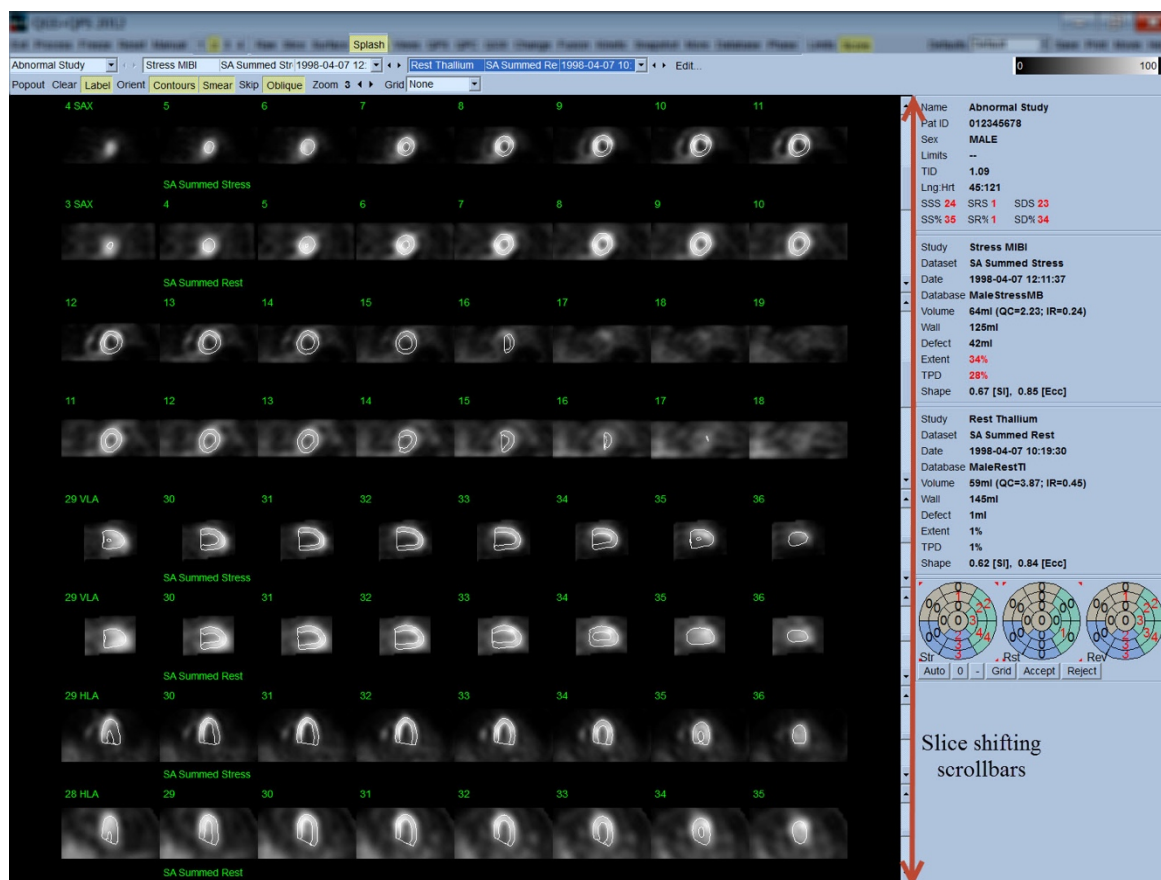 QGS+QPS 2012
Splash
Abnormal Study Stress MIBI SA Summed Str 1998-04-07 12: Rest Thallium SA Summed Re 1998-04-07 10: Edit...
0 100
Popout Clear Label Orient Contours Smear Skip Oblique Zoom 3 Grid None
4 SAX 5 6 7 8 9 10 11
SA Summed Stress
3 SAX 4 5 6 7 8 9 10
SA Summed Rest
12 13 14 15 16 17 18 19
11 12 13 14 15 16 17 18
29 VLA 30 31 32 33 34 35 36
SA Summed Stress
29 VLA 30 31 32 33 34 35 36
SA Summed Rest
29 HLA 30 31 32 33 34 35 36
SA Summed Stress
28 HLA 29 30 31 32 33 34 35
SA Summed Rest
Name Abnormal Study
Pat ID 012345678
Sex MALE
Limits --
TID 1.09
Lng:Hrt 45:121
SSS 24 SRS 1 SDS 23
SS% 35 SR% 1 SD% 34
Study Stress MIBI
Dataset SA Summed Stress
Date 1998-04-07 12:11:37
Database MaleStressMB
Volume 64ml (QC=2.23; IR=0.24)
Wall 125ml
Defect 42ml
Extent 34%
TPD 28%
Shape 0.67 [SI], 0.85 [Ecc]
Study Rest Thallium
Dataset SA Summed Rest
Date 1998-04-07 10:19:30
Database MaleRestTl
Volume 59ml (QC=3.87; IR=0.45)
Wall 145ml
Defect 1ml
Extent 1%
TPD 1%
Shape 0.62 [SI], 0.84 [Ecc]
Str Rst Rev
Auto 0 - Grid Accept Reject
Slice shifting
scrollbars